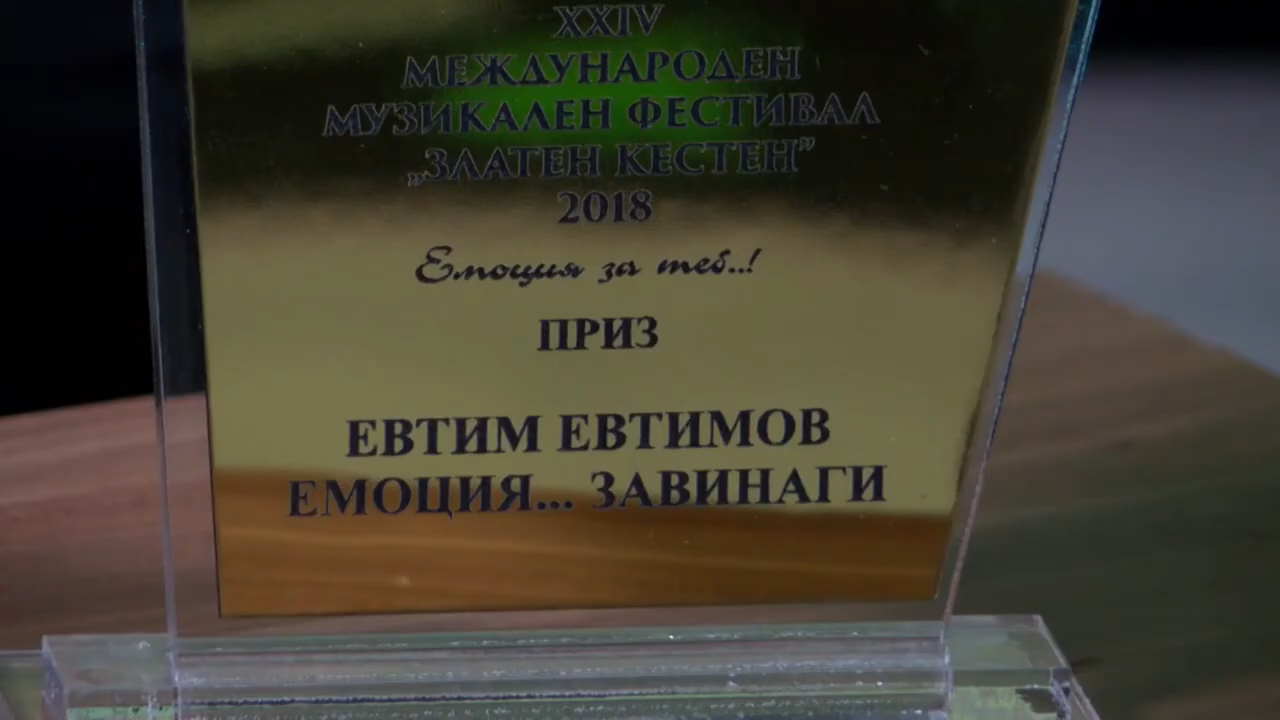 XXIV
МЕЖДУНАРОДЕН
МУЗИКАЛЕН ФЕСТИВАЛ
„ЗЛАТЕН КЕСТЕН”
2018
Емоция за теб..!
ПРИЗ
ЕВТИМ ЕВТИМОВ
ЕМОЦИЯ... ЗАВИНАГИ